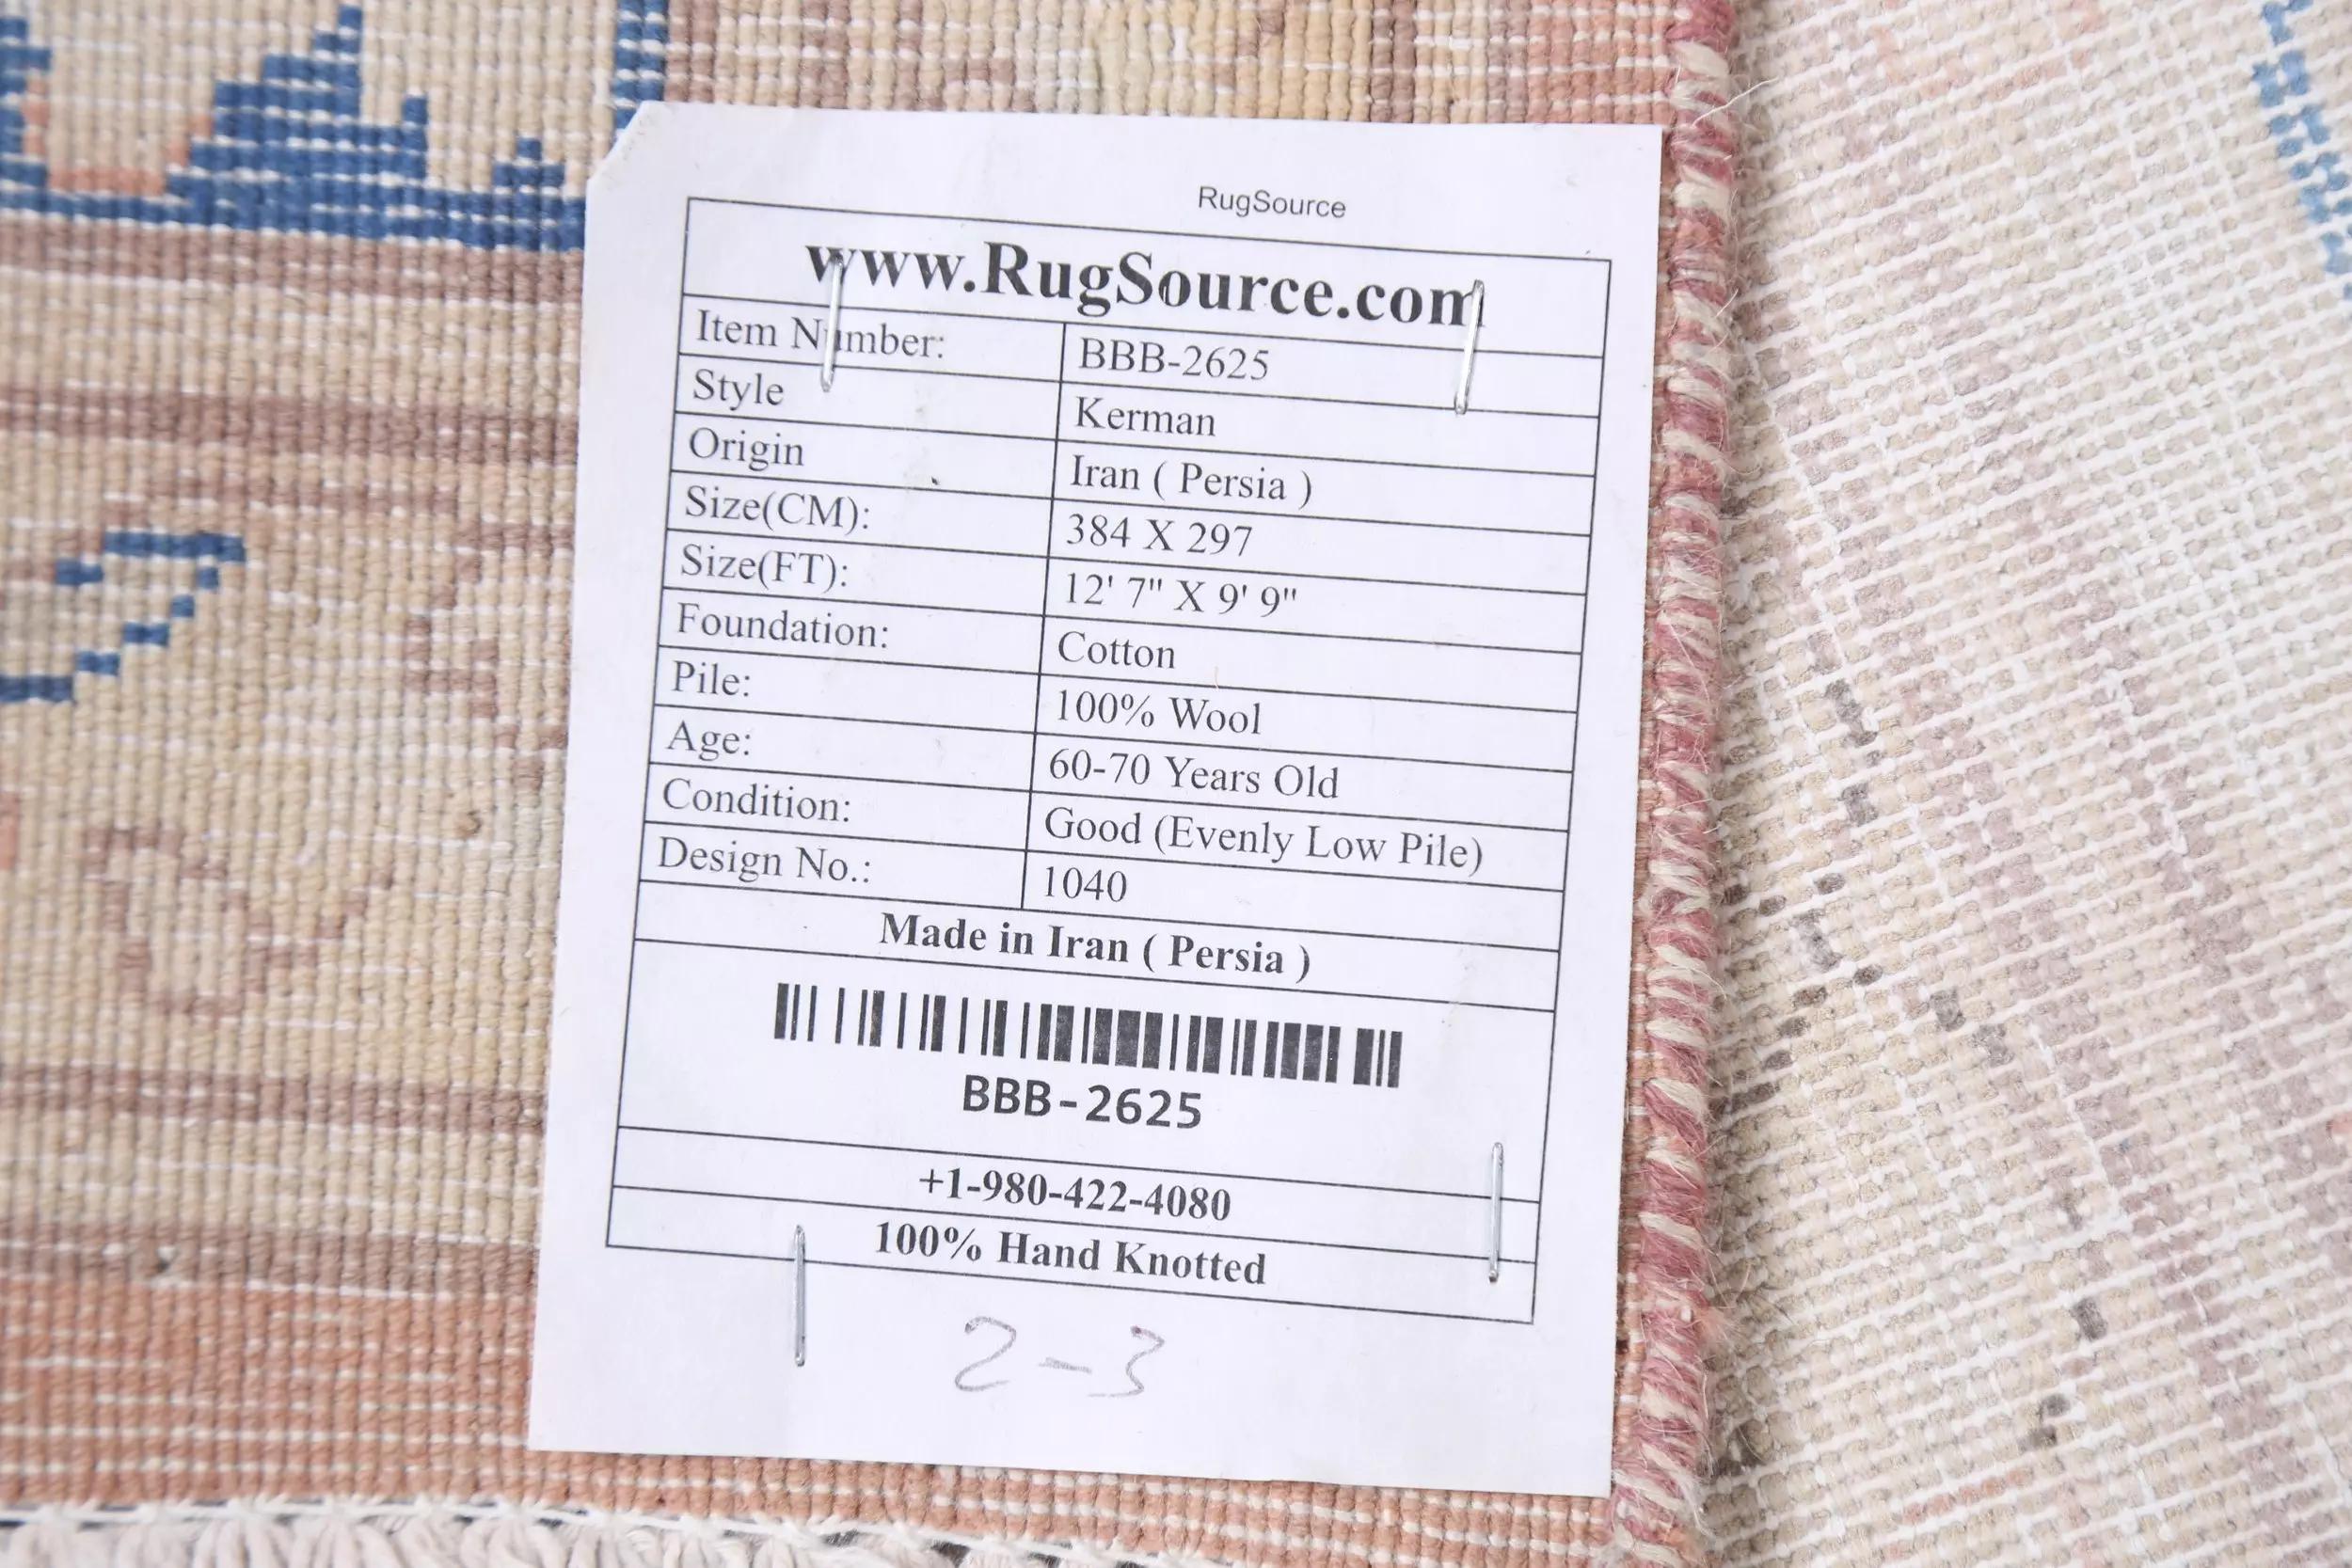 RugSource
www.RugSource.com
Item Number: BBB-2625
Style Kerman
Origin Iran ( Persia )
Size(CM): 384 X 297
Size(FT): 12' 7" X 9' 9"
Foundation: Cotton
Pile: 100% Wool
Age: 60-70 Years Old
Condition: Good (Evenly Low Pile)
Design No.: 1040
Made in Iran ( Persia )
BBB-2625
+1-980-422-4080
100% Hand Knotted
2-3